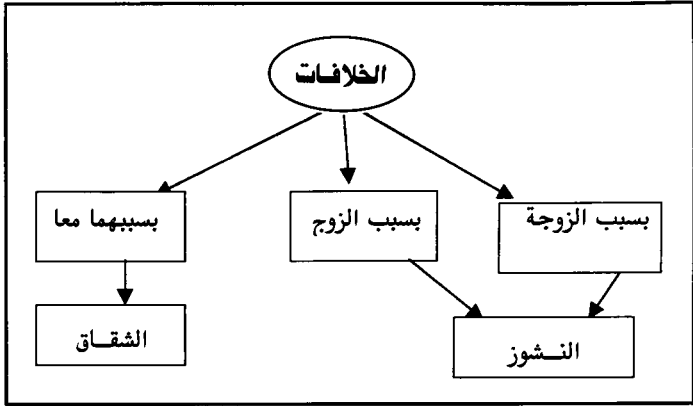 الخلافات
بسبب الزوجة
بسبب الزوج
بسببهما معا
النشوز
الشقاق